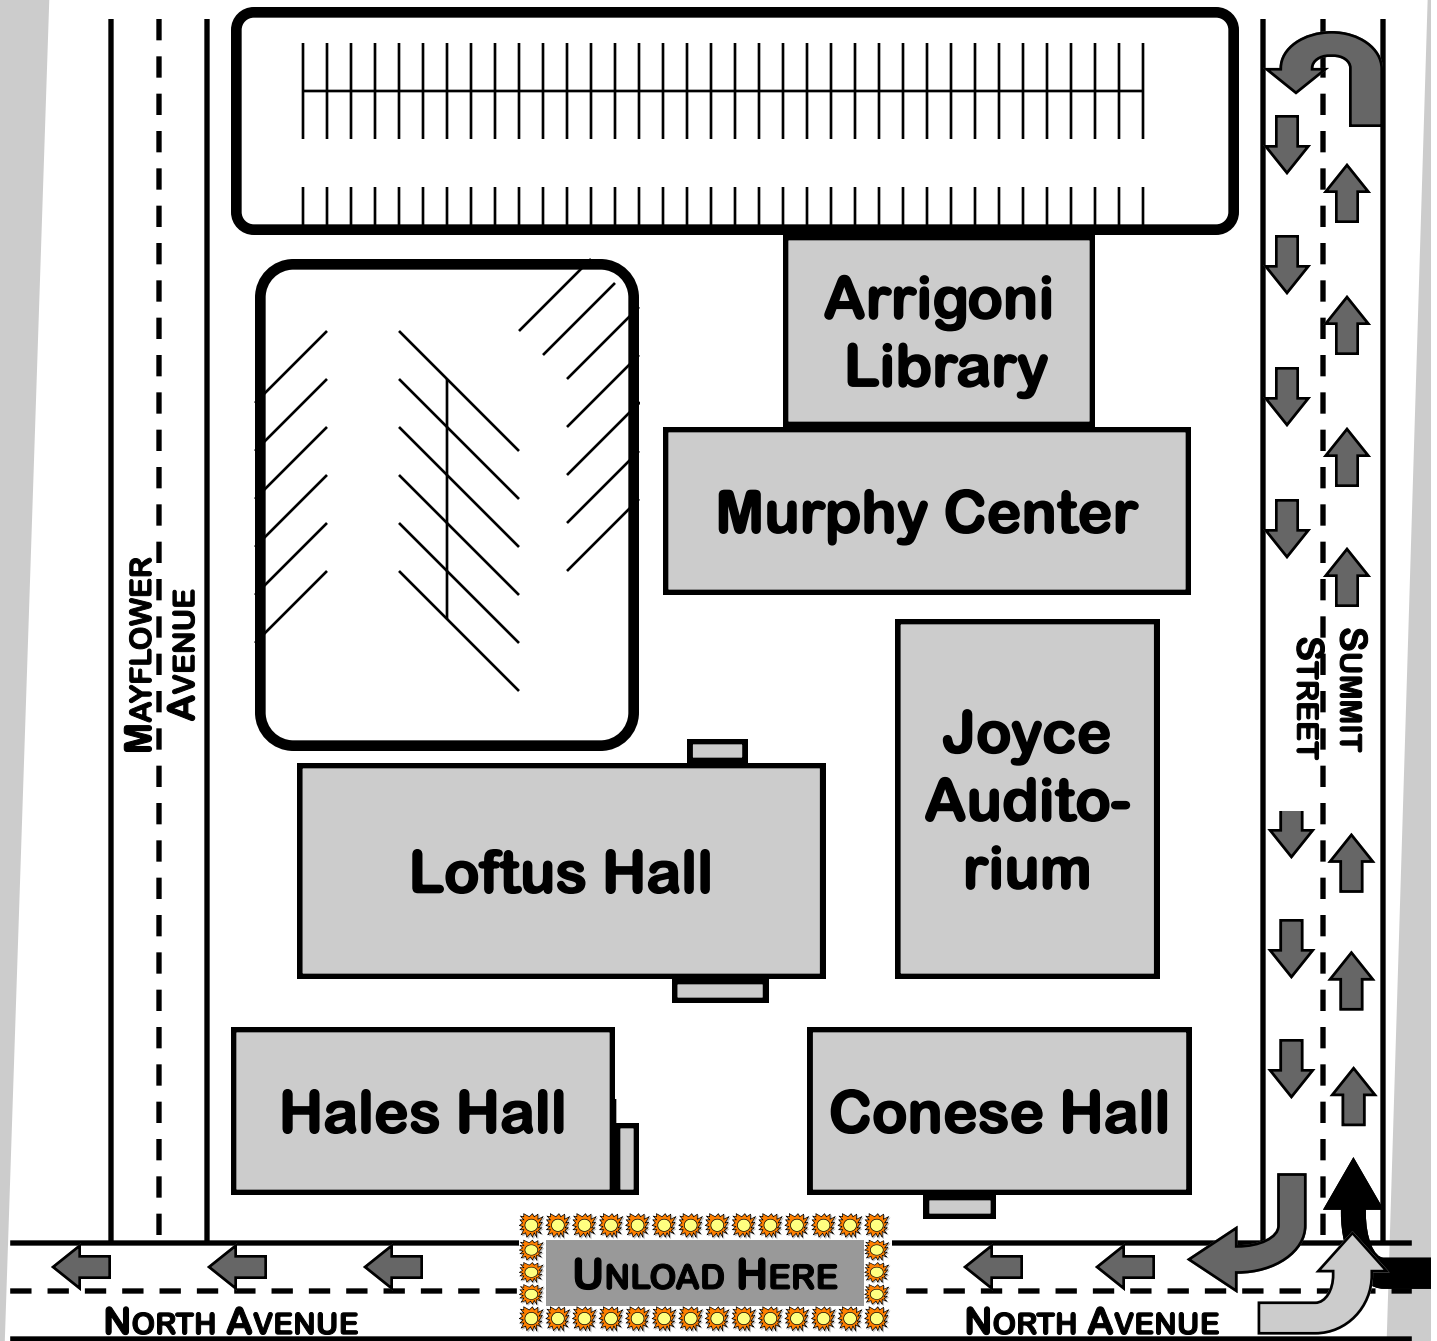 Arrigoni
Library
Murphy Center
MAYFLOWER
AVENUE
SUMMIT
STREET
Joyce
Audito-
rium
Loftus Hall
Hales Hall
Conese Hall
UNLOAD HERE
NORTH AVENUE
NORTH AVENUE